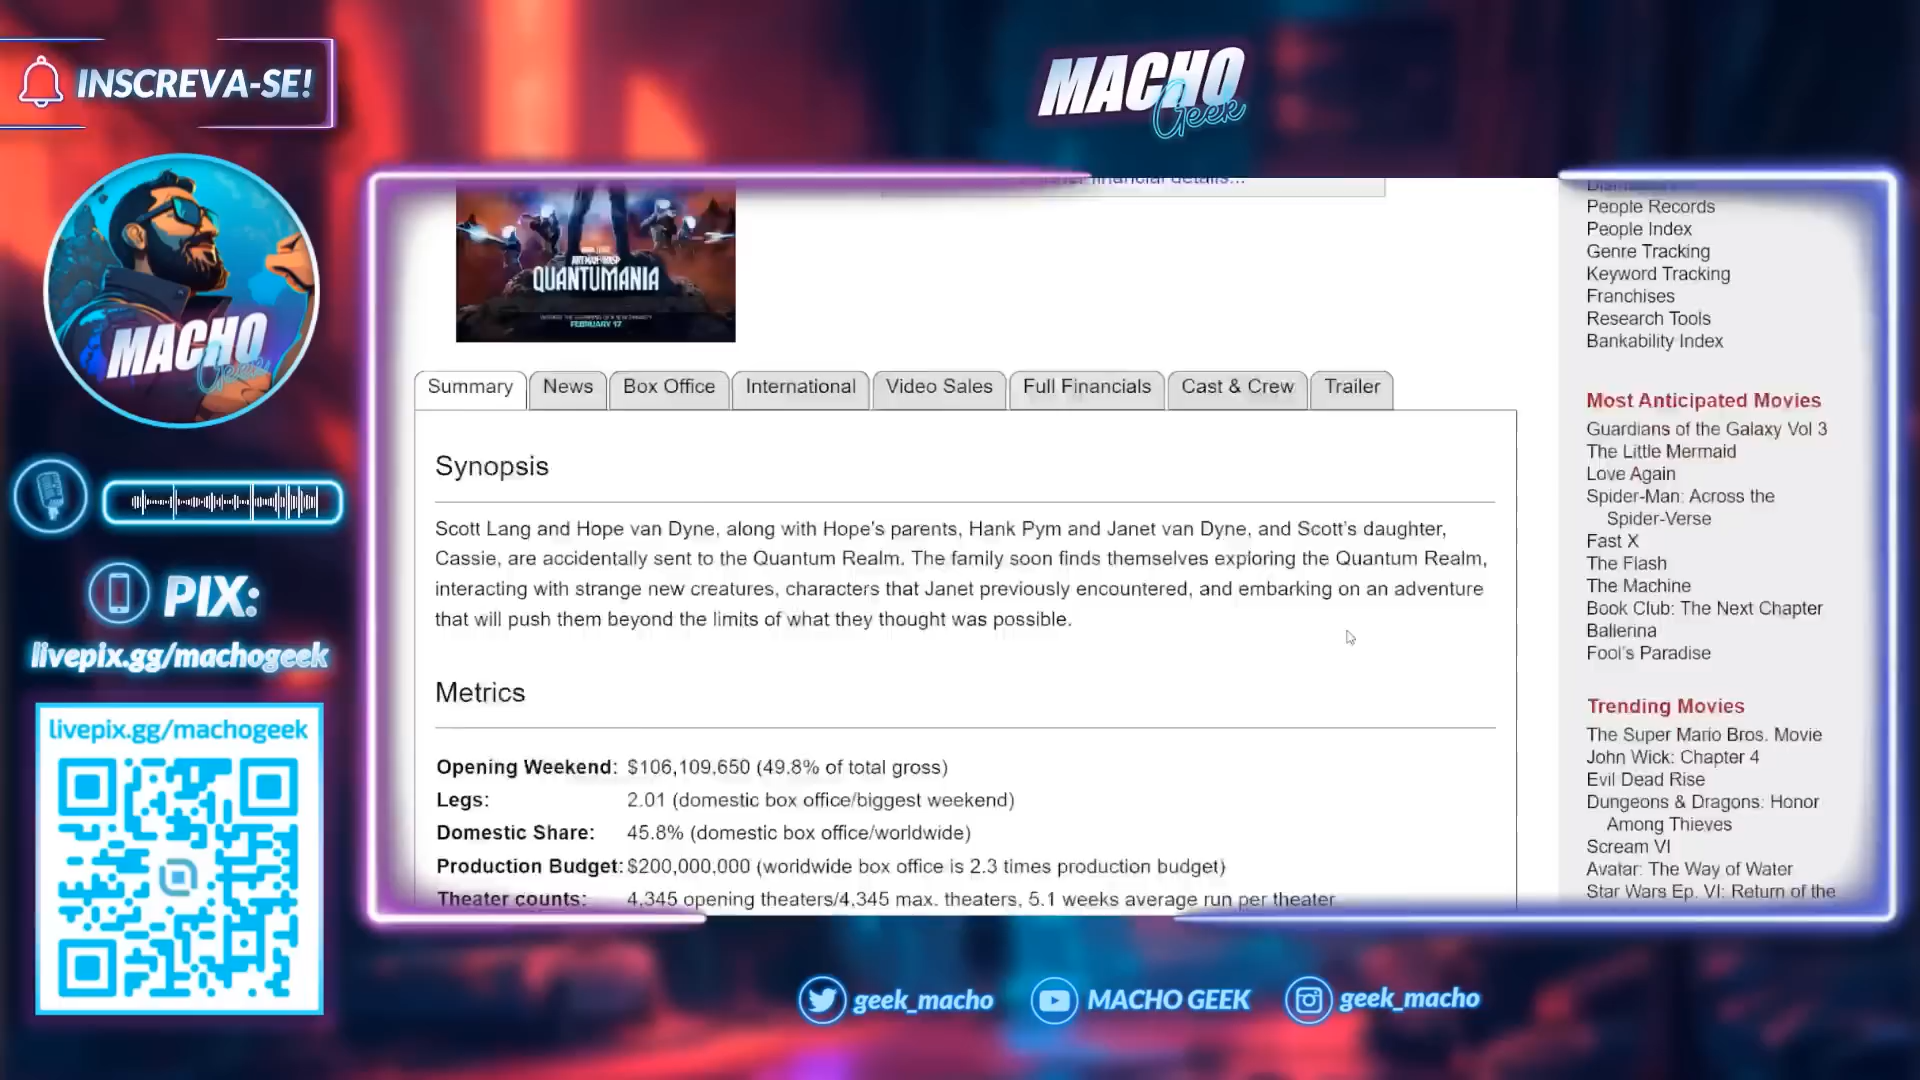 INSCREVA-SE!
MACHO
Geek
MACHO
Geek
PIX:
livepix.gg/machogeek
livepix.gg/machogeek
financial details...
QUANTUMANIA
FEBRUARY 17
Summary
News
Box Office
International
Video Sales
Full Financials
Cast & Crew
Trailer
Synopsis
Scott Lang and Hope van Dyne, along with Hope's parents, Hank Pym and Janet van Dyne, and Scott's daughter,
Cassie, are accidentally sent to the Quantum Realm. The family soon finds themselves exploring the Quantum Realm,
interacting with strange new creatures, characters that Janet previously encountered, and embarking on an adventure
that will push them beyond the limits of what they thought was possible.
Metrics
Opening Weekend: $106,109,650 (49.8% of total gross)
Legs: 2.01 (domestic box office/biggest weekend)
Domestic Share: 45.8% (domestic box office/worldwide)
Production Budget: $200,000,000 (worldwide box office is 2.3 times production budget)
Theater counts: 4,345 opening theaters/4,345 max. theaters, 5.1 weeks average run per theater
People Records
People Index
Genre Tracking
Keyword Tracking
Franchises
Research Tools
Bankability Index
Most Anticipated Movies
Guardians of the Galaxy Vol 3
The Little Mermaid
Love Again
Spider-Man: Across the
Spider-Verse
Fast X
The Flash
The Machine
Book Club: The Next Chapter
Ballerina
Fool's Paradise
Trending Movies
The Super Mario Bros. Movie
John Wick: Chapter 4
Evil Dead Rise
Dungeons & Dragons: Honor
Among Thieves
Scream VI
Avatar: The Way of Water
Star Wars Ep. VI: Return of the
geek_macho
MACHO GEEK
geek_macho